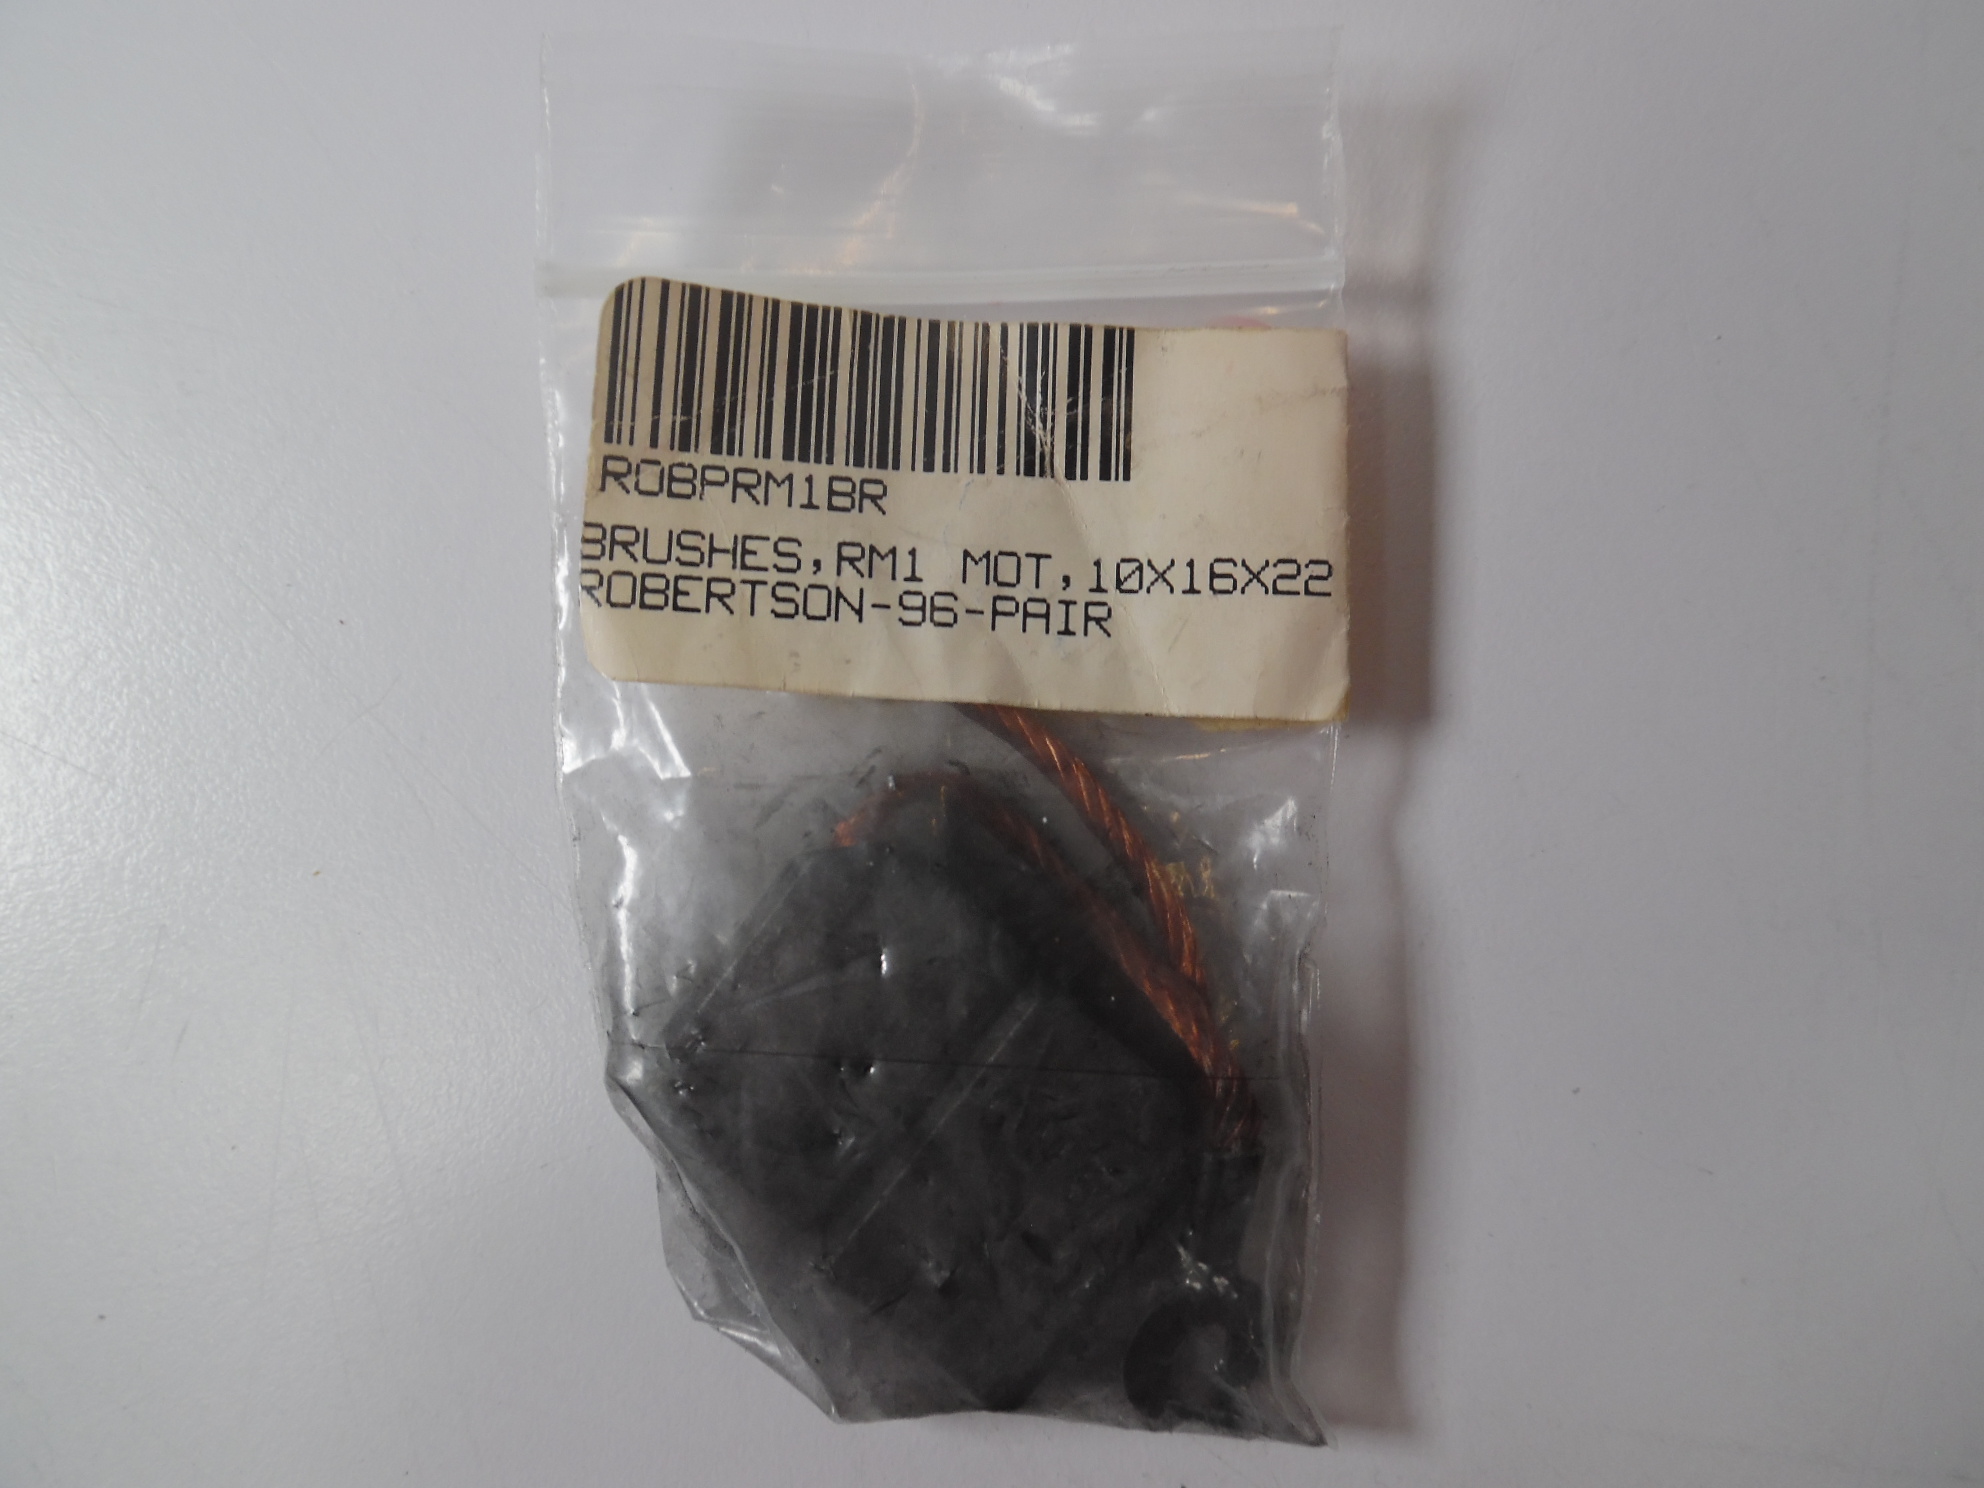 ROBPRM1BR
BRUSHES,RM1 MOT,10X16X22
ROBERTSON-96-PAIR